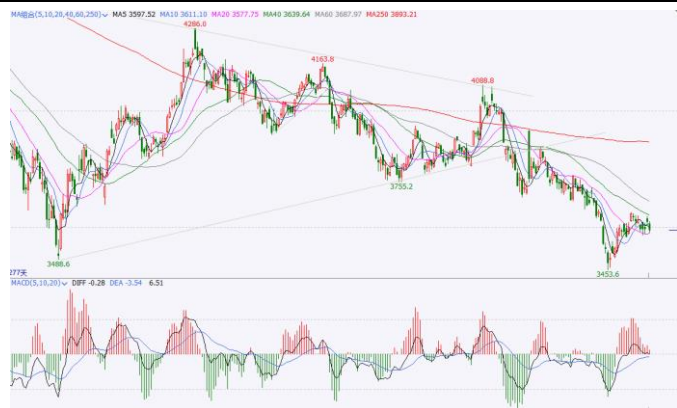 MA组合(5,10,20,40,60,250) MA5 3597.52 MA10 3611.10 MA20 3577.75 MA40 3639.64 MA60 3687.97 MA250 3893.21
4286.0
4163.8
4088.8
3755.2
3488.6
3453.6
277天
MACD(5,10,20) DIFF -0.28 DEA -3.54 6.51